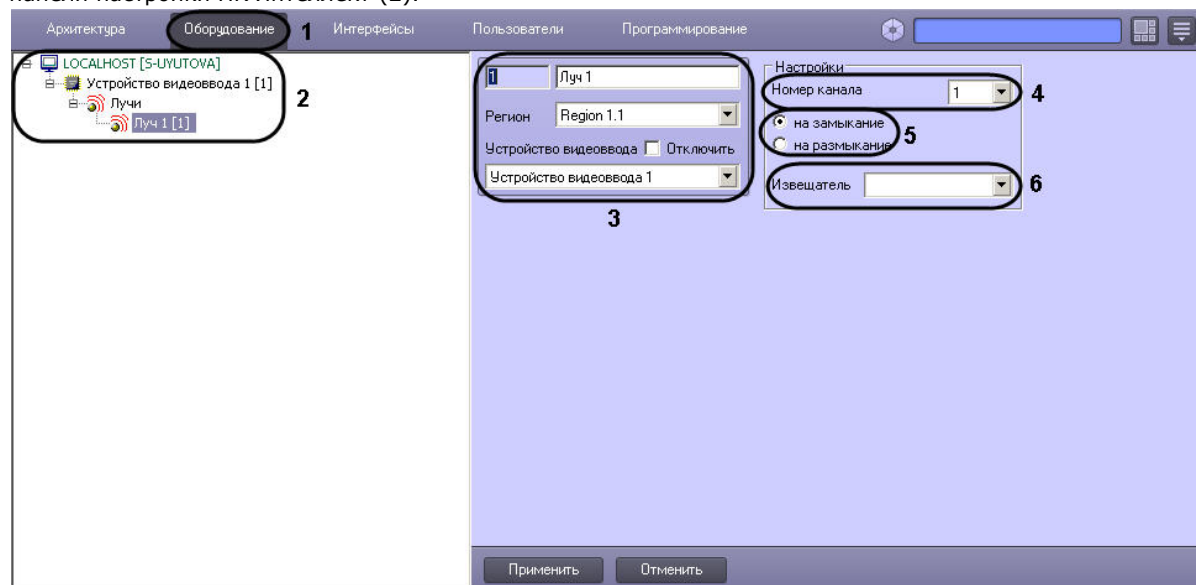 Архитектура Оборудование 1 Интерфейсы Пользователи Программирование
LOCALHOST [S-UYUTOVA]
Устройство видеоввода 1 [1]
Лучи
Луч 1 [1]
2
1 Луч 1
Регион Region 1.1
Устройство видеоввода Отключить
Устройство видеоввода 1
3
Настройки
Номер канала 1 4
на замыкание
на размыкание
5
Извещатель 6
Применить Отменить